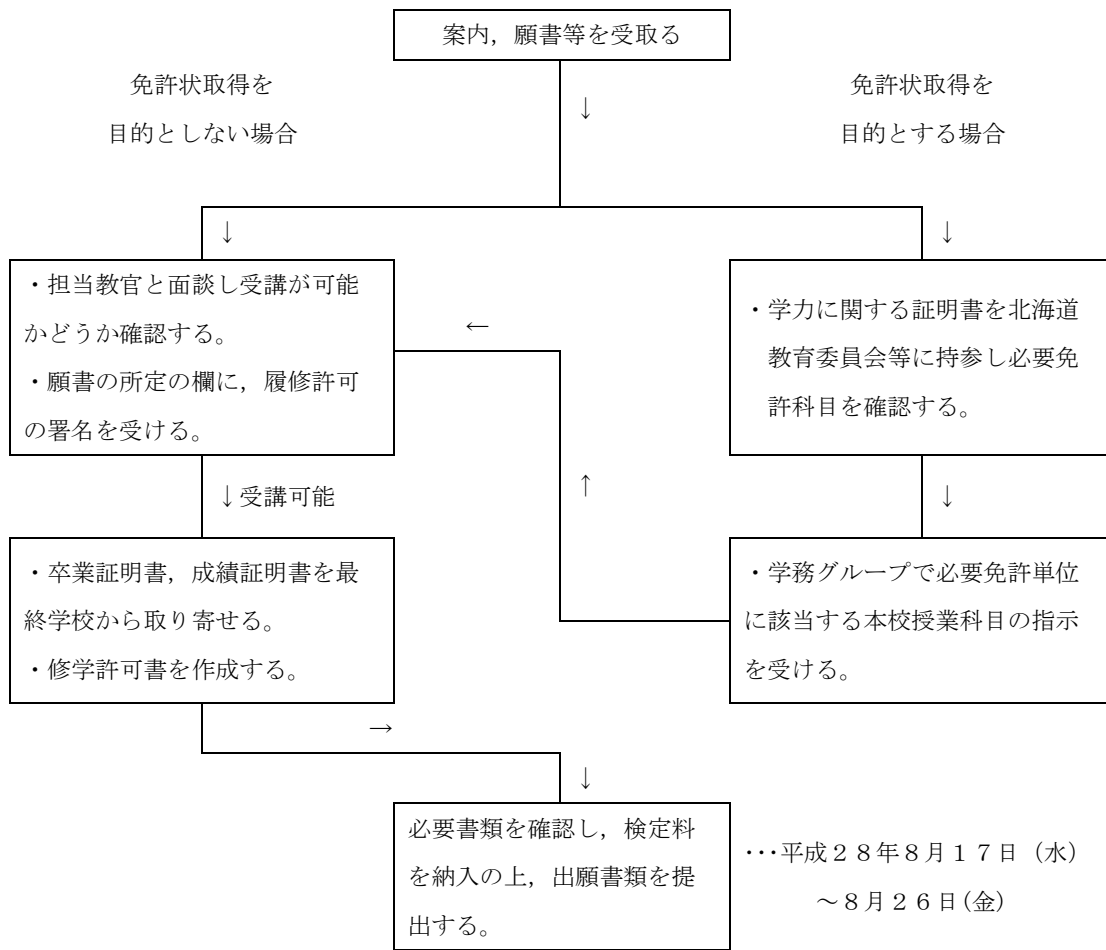 案内，願書等を受取る
免許状取得を
目的としない場合
↓
免許状取得を
目的とする場合
↓
↓
・担当教官と面談し受講が可能
かどうか確認する。
・願書の所定の欄に，履修許可
の署名を受ける。
←
・学力に関する証明書を北海道
教育委員会等に持参し必要免
許科目を確認する。
↓受講可能
↑
↓
・卒業証明書，成績証明書を最
終学校から取り寄せる。
・修学許可書を作成する。
・学務グループで必要免許単位
に該当する本校授業科目の指示
を受ける。
→
↓
必要書類を確認し，検定料
を納入の上，出願書類を提
出する。
･･･平成２８年８月１７日（水）
～８月２６日(金)